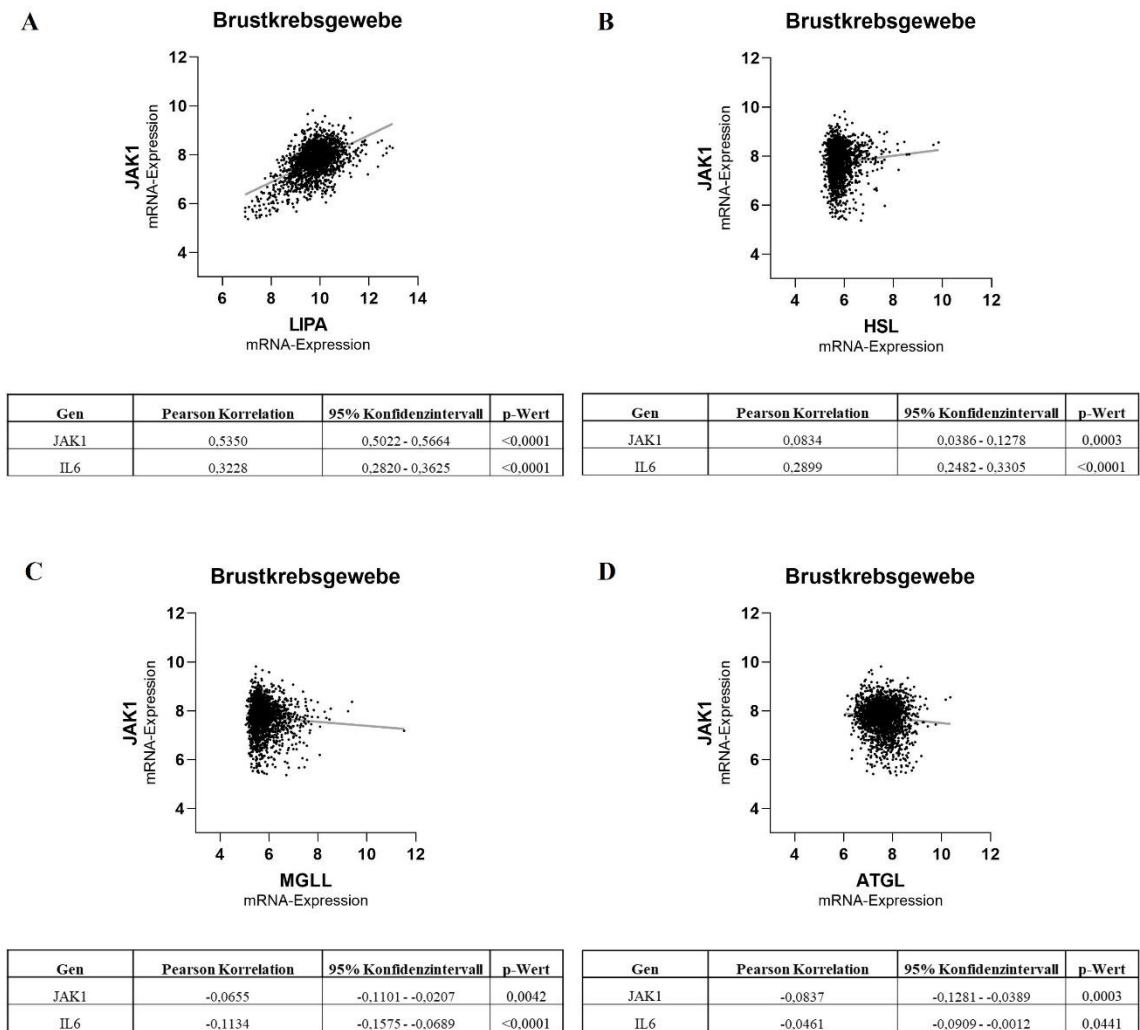 A
Brustkrebsgewebe
12
10
8
6
4
JAK1
mRNA-Expression
6 8 10 12 14
LIPA
mRNA-Expression
Gen Pearson Korrelation 95% Konfidenzintervall p-Wert
JAK1 0,5350 0,5022 - 0,5664 <0,0001
IL6 0,3228 0,2820 - 0,3625 <0,0001
B
Brustkrebsgewebe
12
10
8
6
4
JAK1
mRNA-Expression
4 6 8 10 12
HSL
mRNA-Expression
Gen Pearson Korrelation 95% Konfidenzintervall p-Wert
JAK1 0,0834 0,0386 - 0,1278 0,0003
IL6 0,2899 0,2482 - 0,3305 <0,0001
C
Brustkrebsgewebe
12
10
8
6
4
JAK1
mRNA-Expression
4 6 8 10 12
MGLL
mRNA-Expression
Gen Pearson Korrelation 95% Konfidenzintervall p-Wert
JAK1 -0,0655 -0,1101 - -0,0207 0,0042
IL6 -0,1134 -0,1575 - -0,0689 <0,0001
D
Brustkrebsgewebe
12
10
8
6
4
JAK1
mRNA-Expression
4 6 8 10 12
ATGL
mRNA-Expression
Gen Pearson Korrelation 95% Konfidenzintervall p-Wert
JAK1 -0,0837 -0,1281 - -0,0389 0,0003
IL6 -0,0461 -0,0909 - -0,0012 0,0441